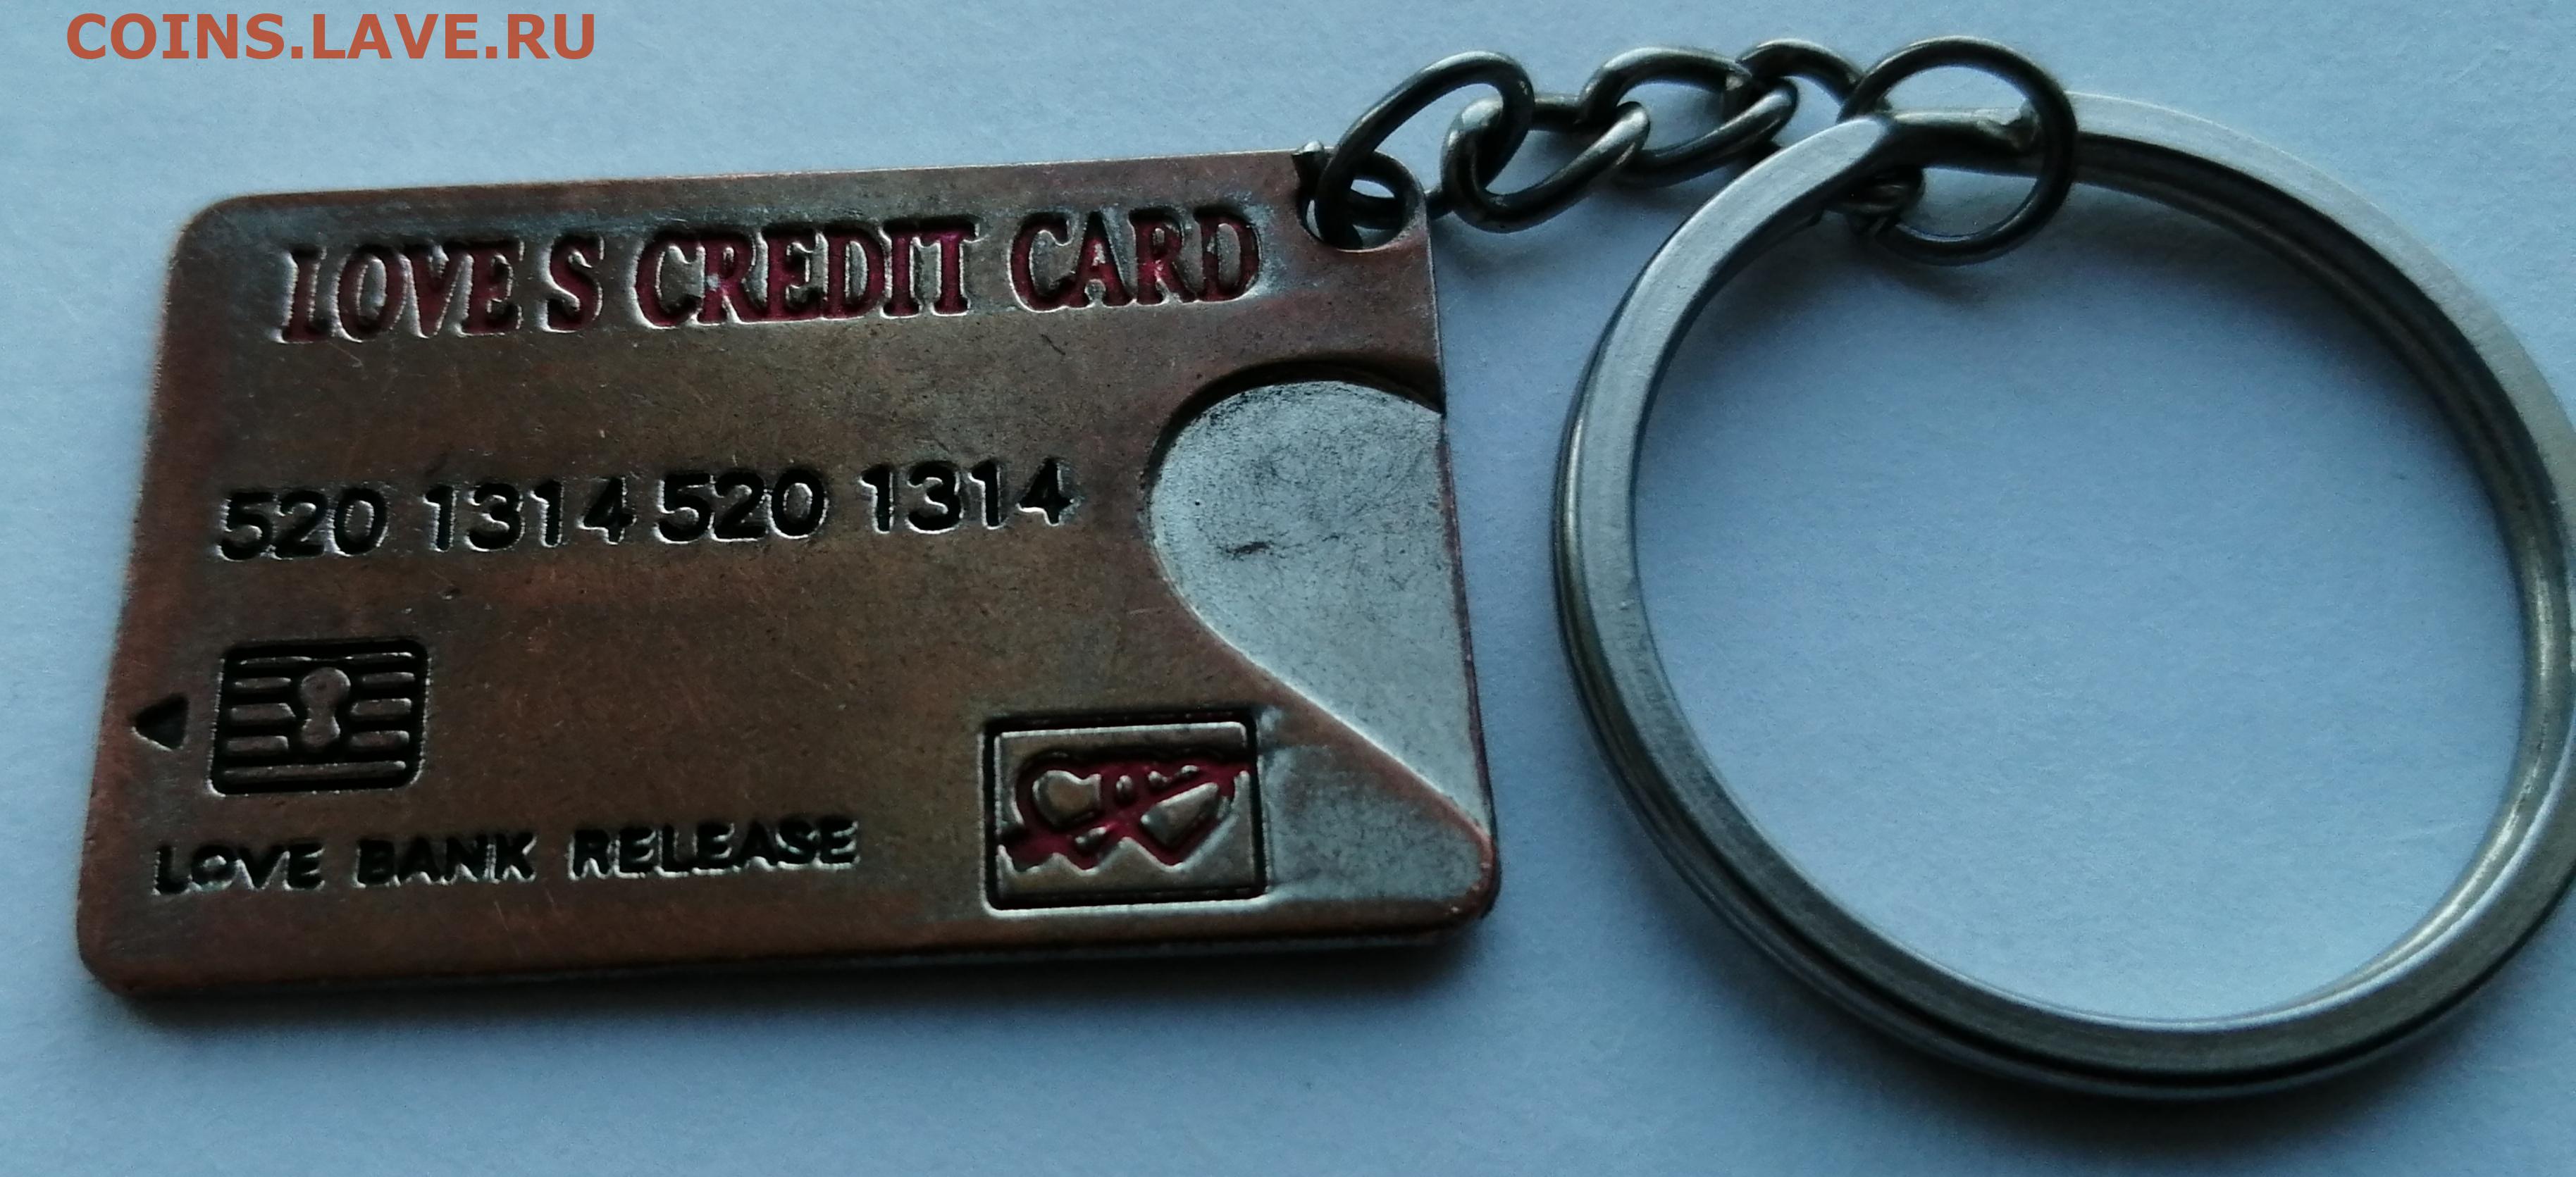 COINS.LAVE.RU
LOVE'S CREDIT CARD
520 1314 520 1314
LOVE BANK RELEASE